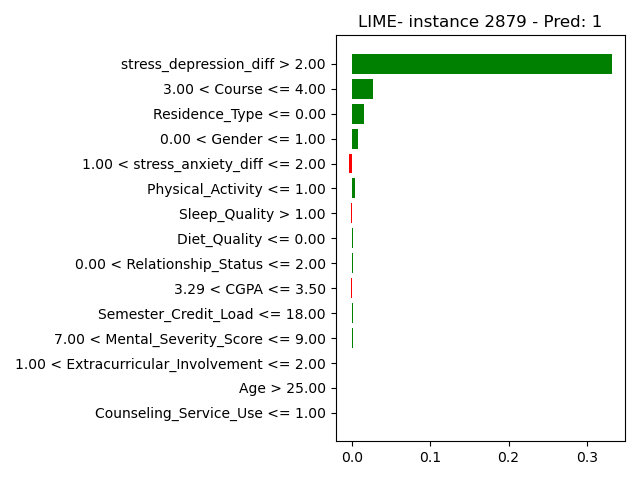 LIME- instance 2879 - Pred: 1
stress_depression_diff > 2.00
3.00 < Course <= 4.00
Residence_Type <= 0.00
0.00 < Gender <= 1.00
1.00 < stress_anxiety_diff <= 2.00
Physical_Activity <= 1.00
Sleep_Quality > 1.00
Diet_Quality <= 0.00
0.00 < Relationship_Status <= 2.00
3.29 < CGPA <= 3.50
Semester_Credit_Load <= 18.00
7.00 < Mental_Severity_Score <= 9.00
1.00 < Extracurricular_Involvement <= 2.00
Age > 25.00
Counseling_Service_Use <= 1.00
0.0 0.1 0.2 0.3